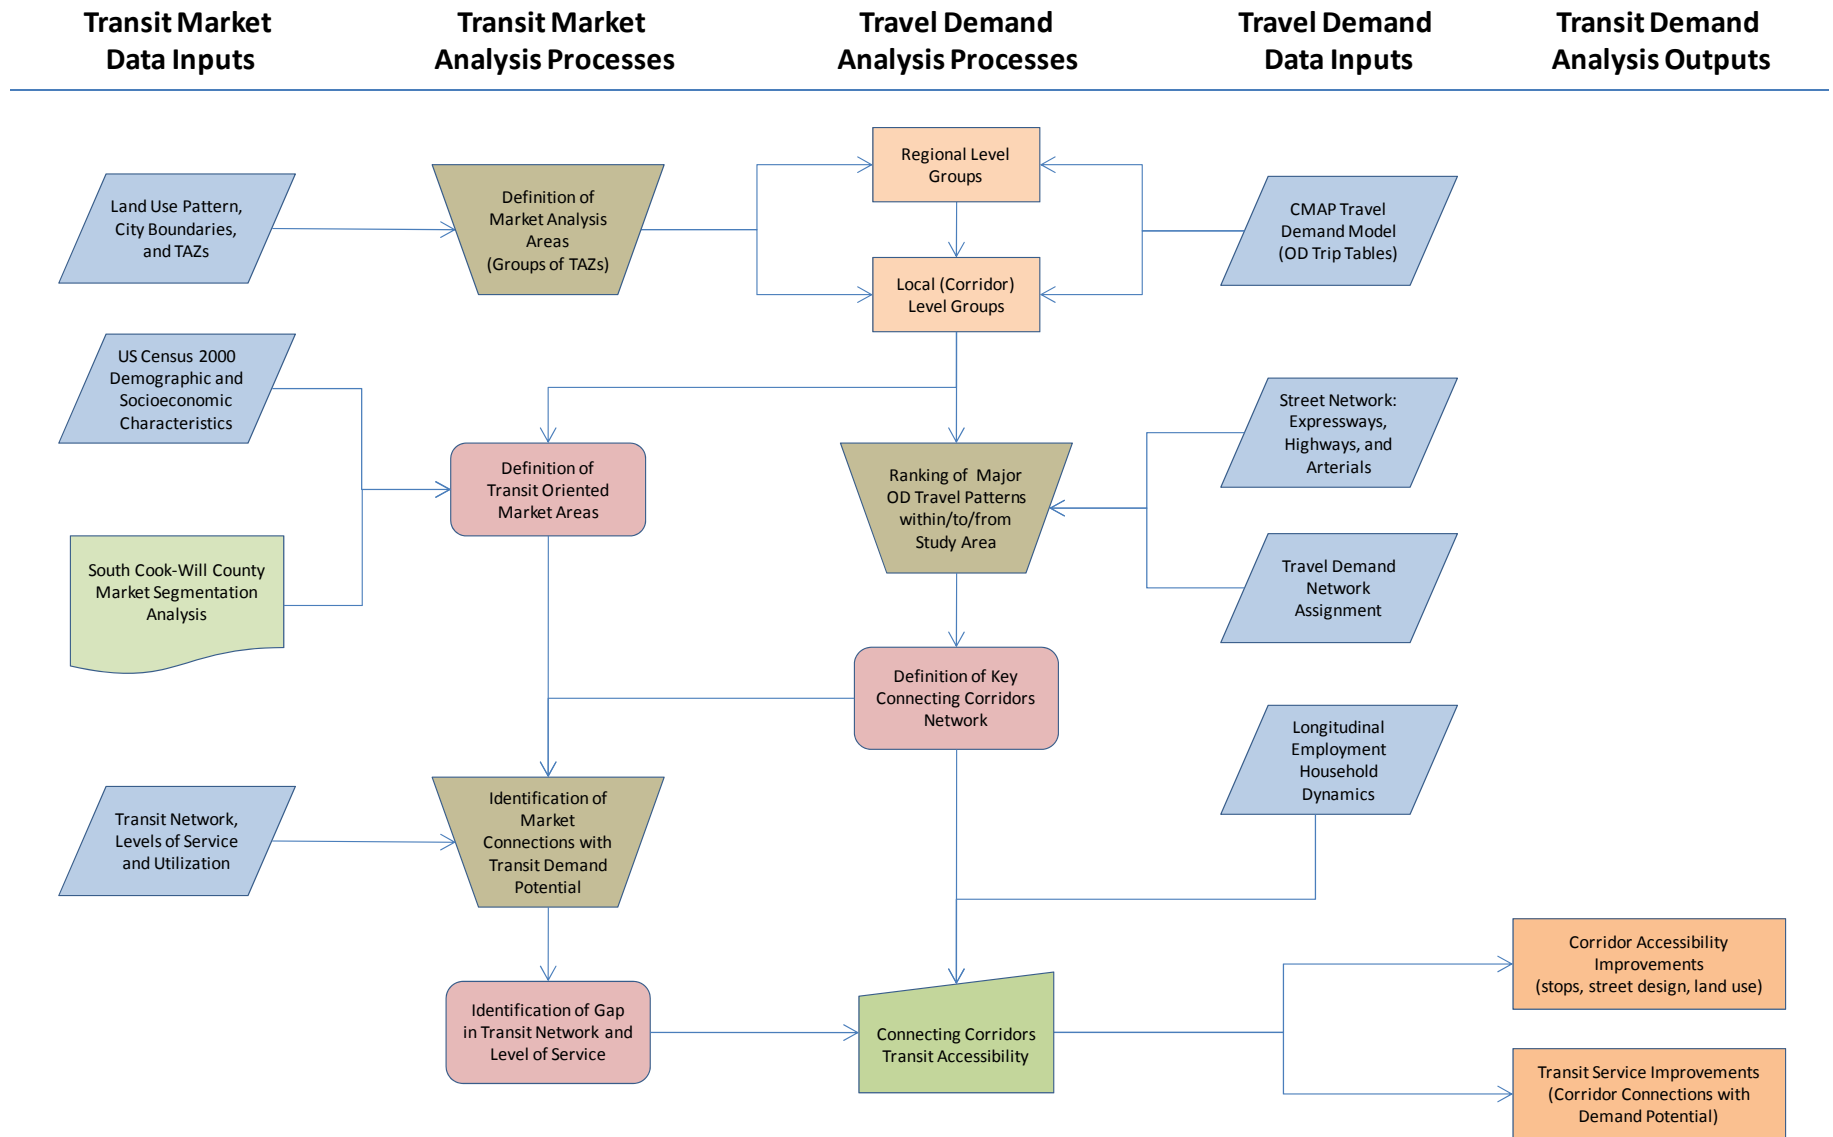 Transit Market
Data Inputs
Transit Market
Analysis Processes
Travel Demand
Analysis Processes
Travel Demand
Data Inputs
Transit Demand
Analysis Outputs
Land Use Pattern,
City Boundaries,
and TAZs
Definition of
Market Analysis
Areas
(Groups of TAZs)
Regional Level
Groups
Local (Corridor)
Level Groups
CMAP Travel
Demand Model
(OD Trip Tables)
US Census 2000
Demographic and
Socioeconomic
Characteristics
South Cook-Will County
Market Segmentation
Analysis
Definition of
Transit Oriented
Market Areas
Ranking of Major
OD Travel Patterns
within/to/from
Study Area
Street Network:
Expressways,
Highways, and
Arterials
Travel Demand
Network
Assignment
Definition of Key
Connecting Corridors
Network
Longitudinal
Employment
Household
Dynamics
Transit Network,
Levels of Service
and Utilization
Identification of
Market
Connections with
Transit Demand
Potential
Identification of Gap
in Transit Network and
Level of Service
Connecting Corridors
Transit Accessibility
Corridor Accessibility
Improvements
(stops, street design, land use)
Transit Service Improvements
(Corridor Connections with
Demand Potential)